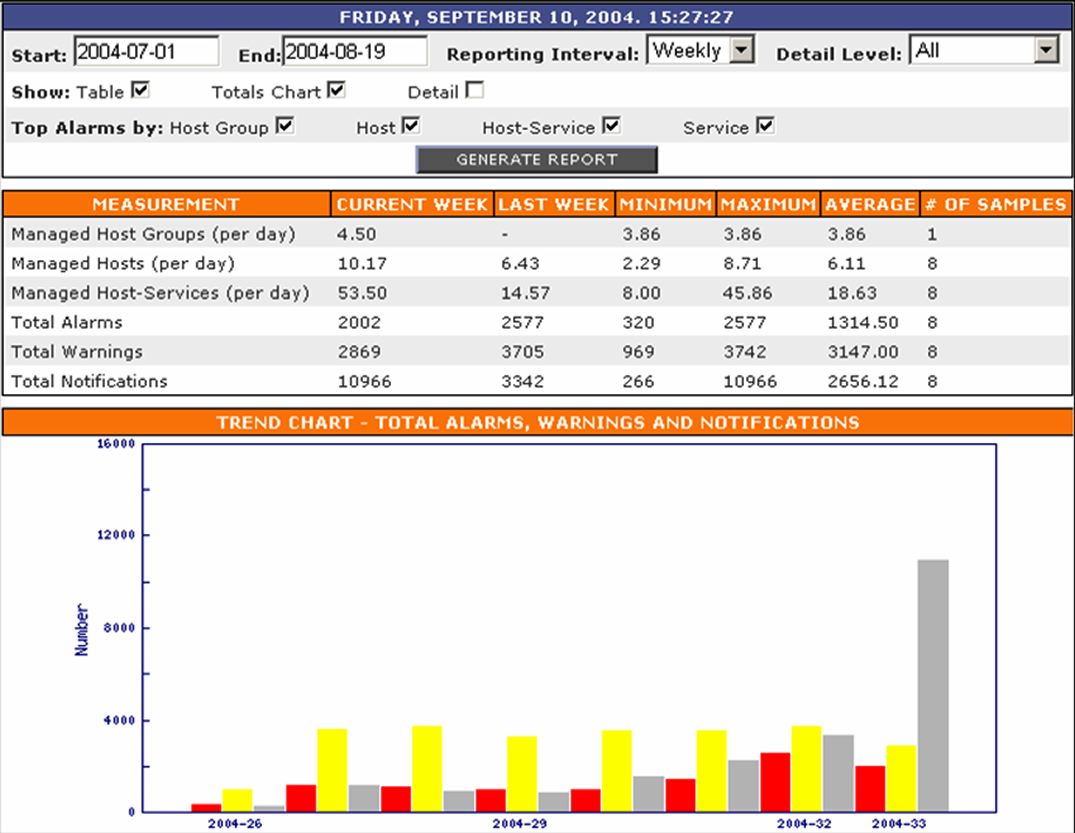 FRIDAY, SEPTEMBER 10, 2004. 15:27:27
Start: 2004-07-01 End: 2004-08-19 Reporting Interval: Weekly Detail Level: All
Show: Table Totals Chart Detail
Top Alarms by: Host Group Host Host-Service Service
GENERATE REPORT
MEASUREMENT CURRENT WEEK LAST WEEK MINIMUM MAXIMUM AVERAGE # OF SAMPLES
Managed Host Groups (per day) 4.50 - 3.86 3.86 3.86 1
Managed Hosts (per day) 10.17 6.43 2.29 8.71 6.11 8
Managed Host-Services (per day) 53.50 14.57 8.00 45.86 18.63 8
Total Alarms 2002 2577 320 2577 1314.50 8
Total Warnings 2869 3705 969 3742 3147.00 8
Total Notifications 10966 3342 266 10966 2656.12 8
TREND CHART - TOTAL ALARMS, WARNINGS AND NOTIFICATIONS
16000
12000
Number
8000
4000
0
2004-26 2004-29 2004-32 2004-33